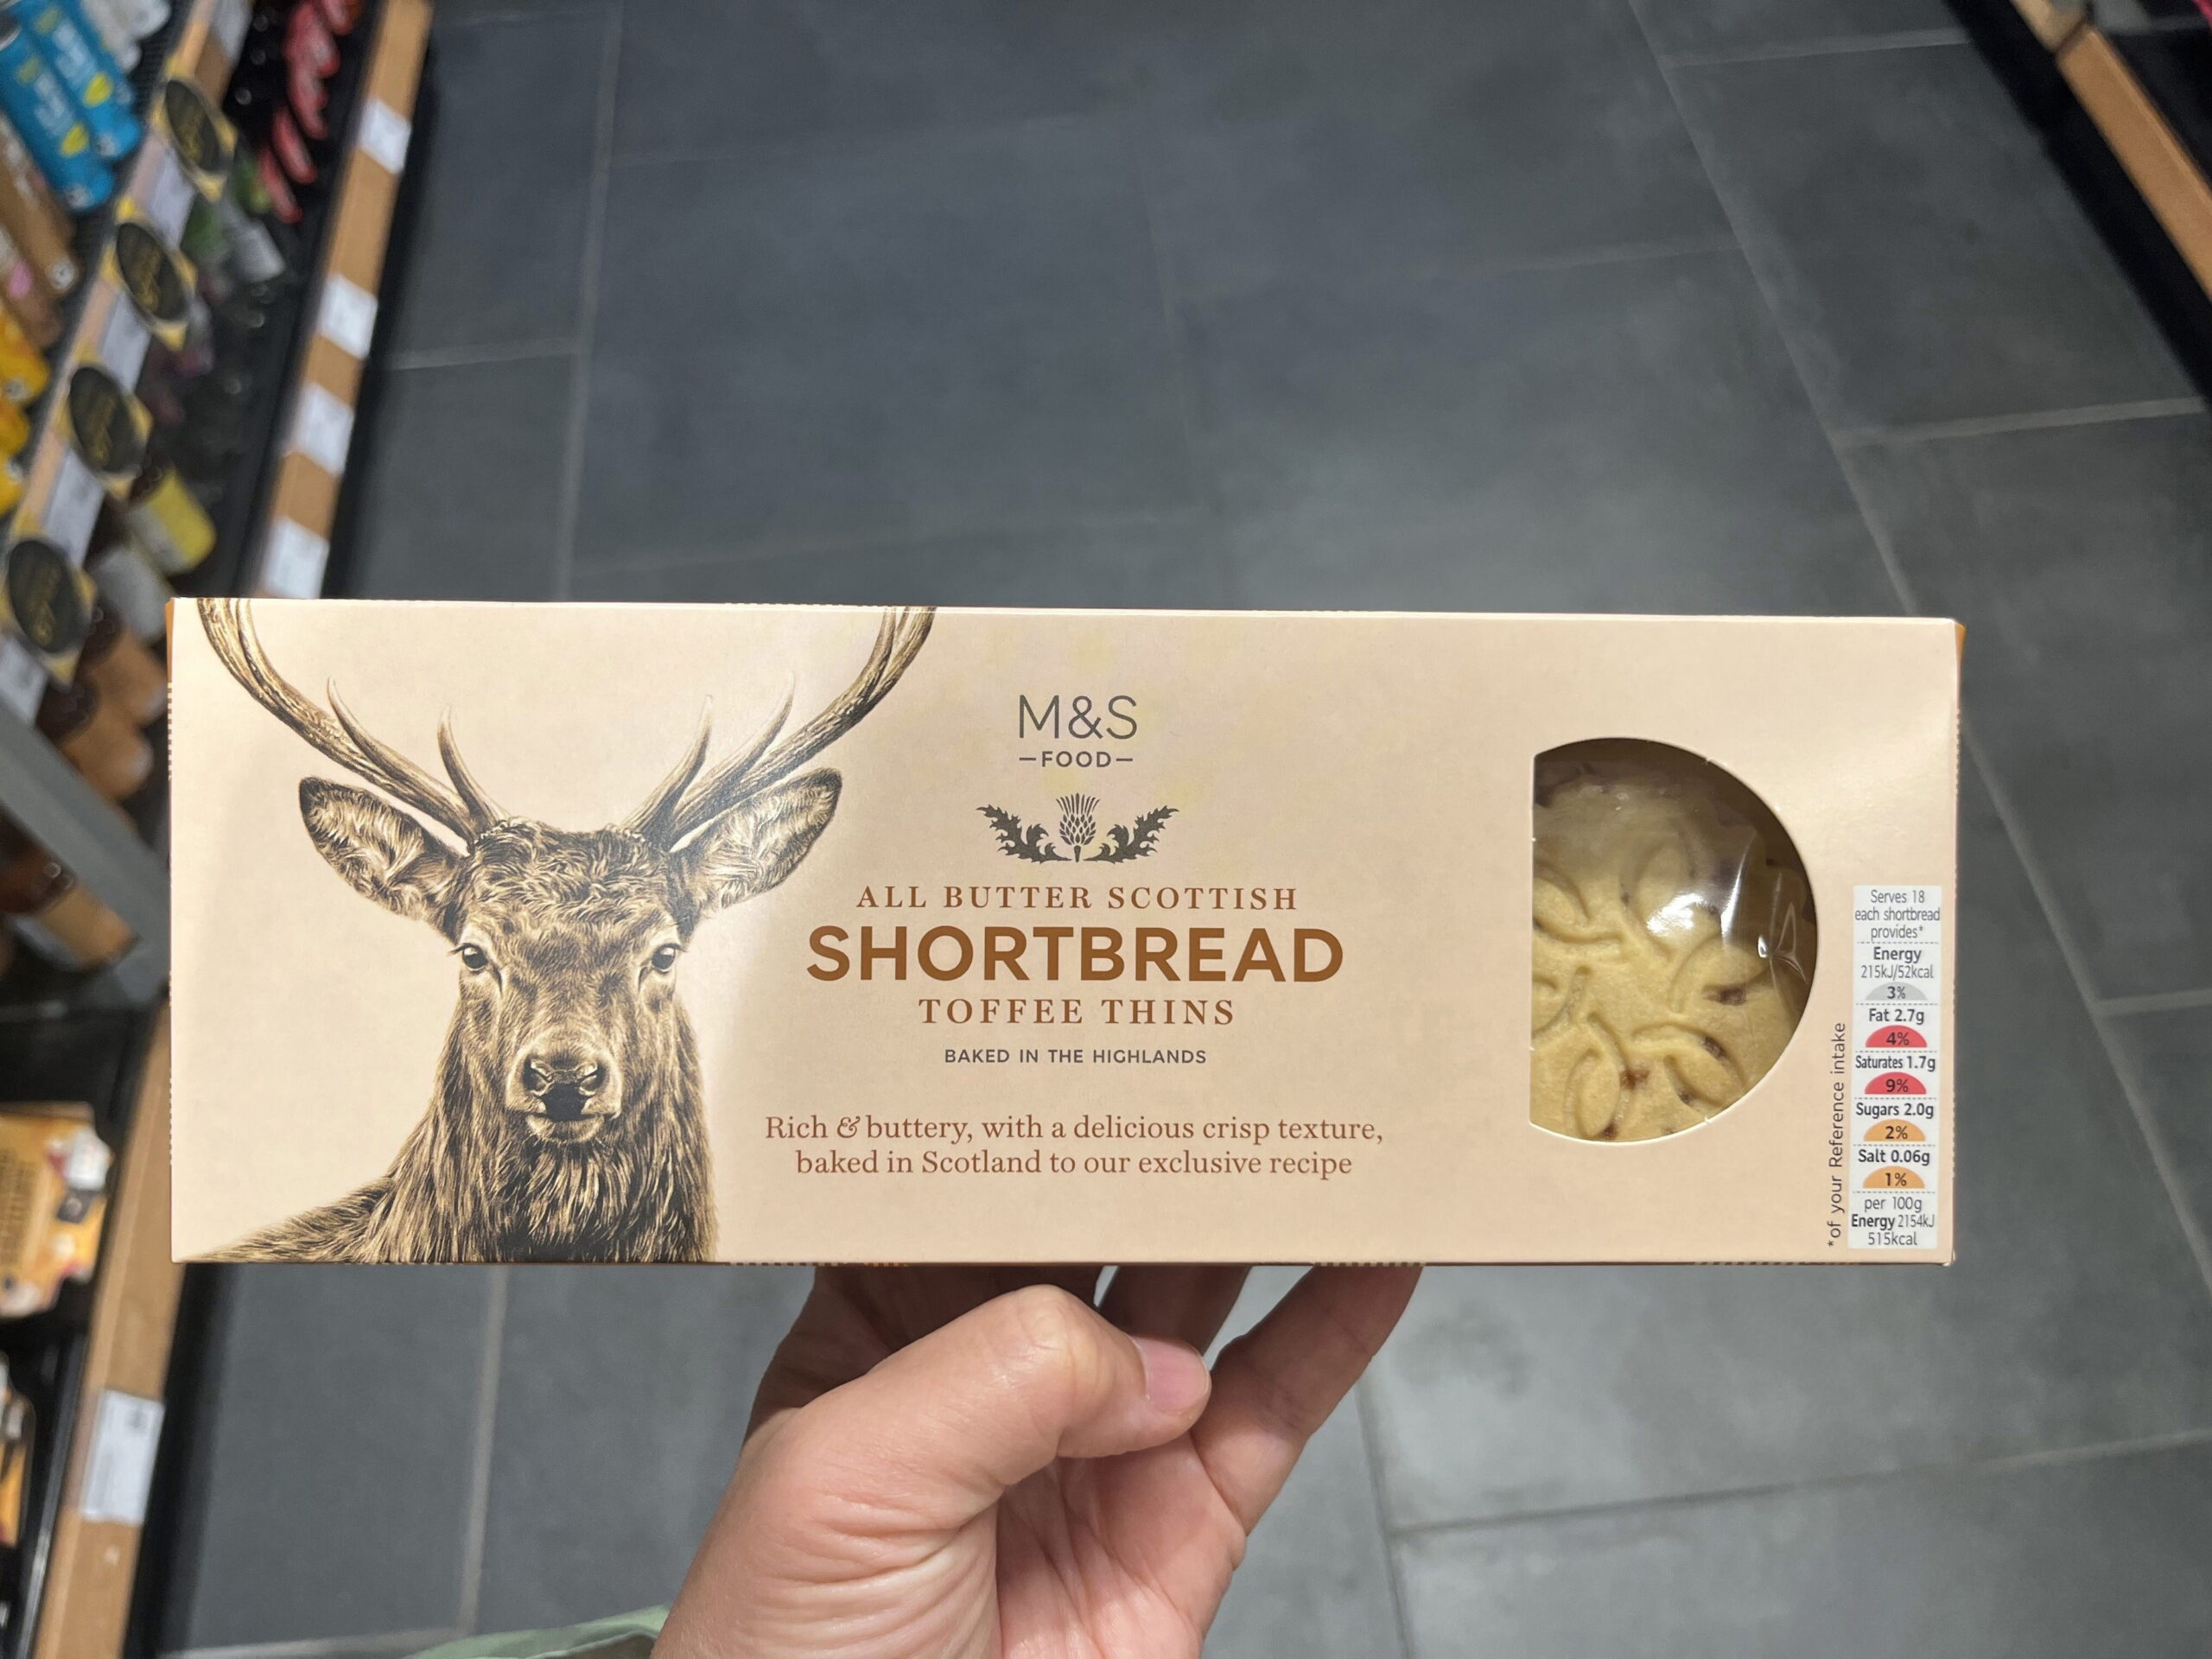 M&S
FOOD
ALL BUTTER SCOTTISH
SHORTBREAD
TOFFEE THINS
BAKED IN THE HIGHLANDS
Rich & buttery, with a delicious crisp texture,
baked in Scotland to our exclusive recipe
Serves 18
each shortbread
provides*
Energy
215kJ/52kcal
3%
Fat 2.7g
4%
Saturates 1.7g
9%
Sugars 2.0g
2%
Salt 0.06g
1%
per 100g
Energy 2154kJ
515kcal
*of your Reference intake